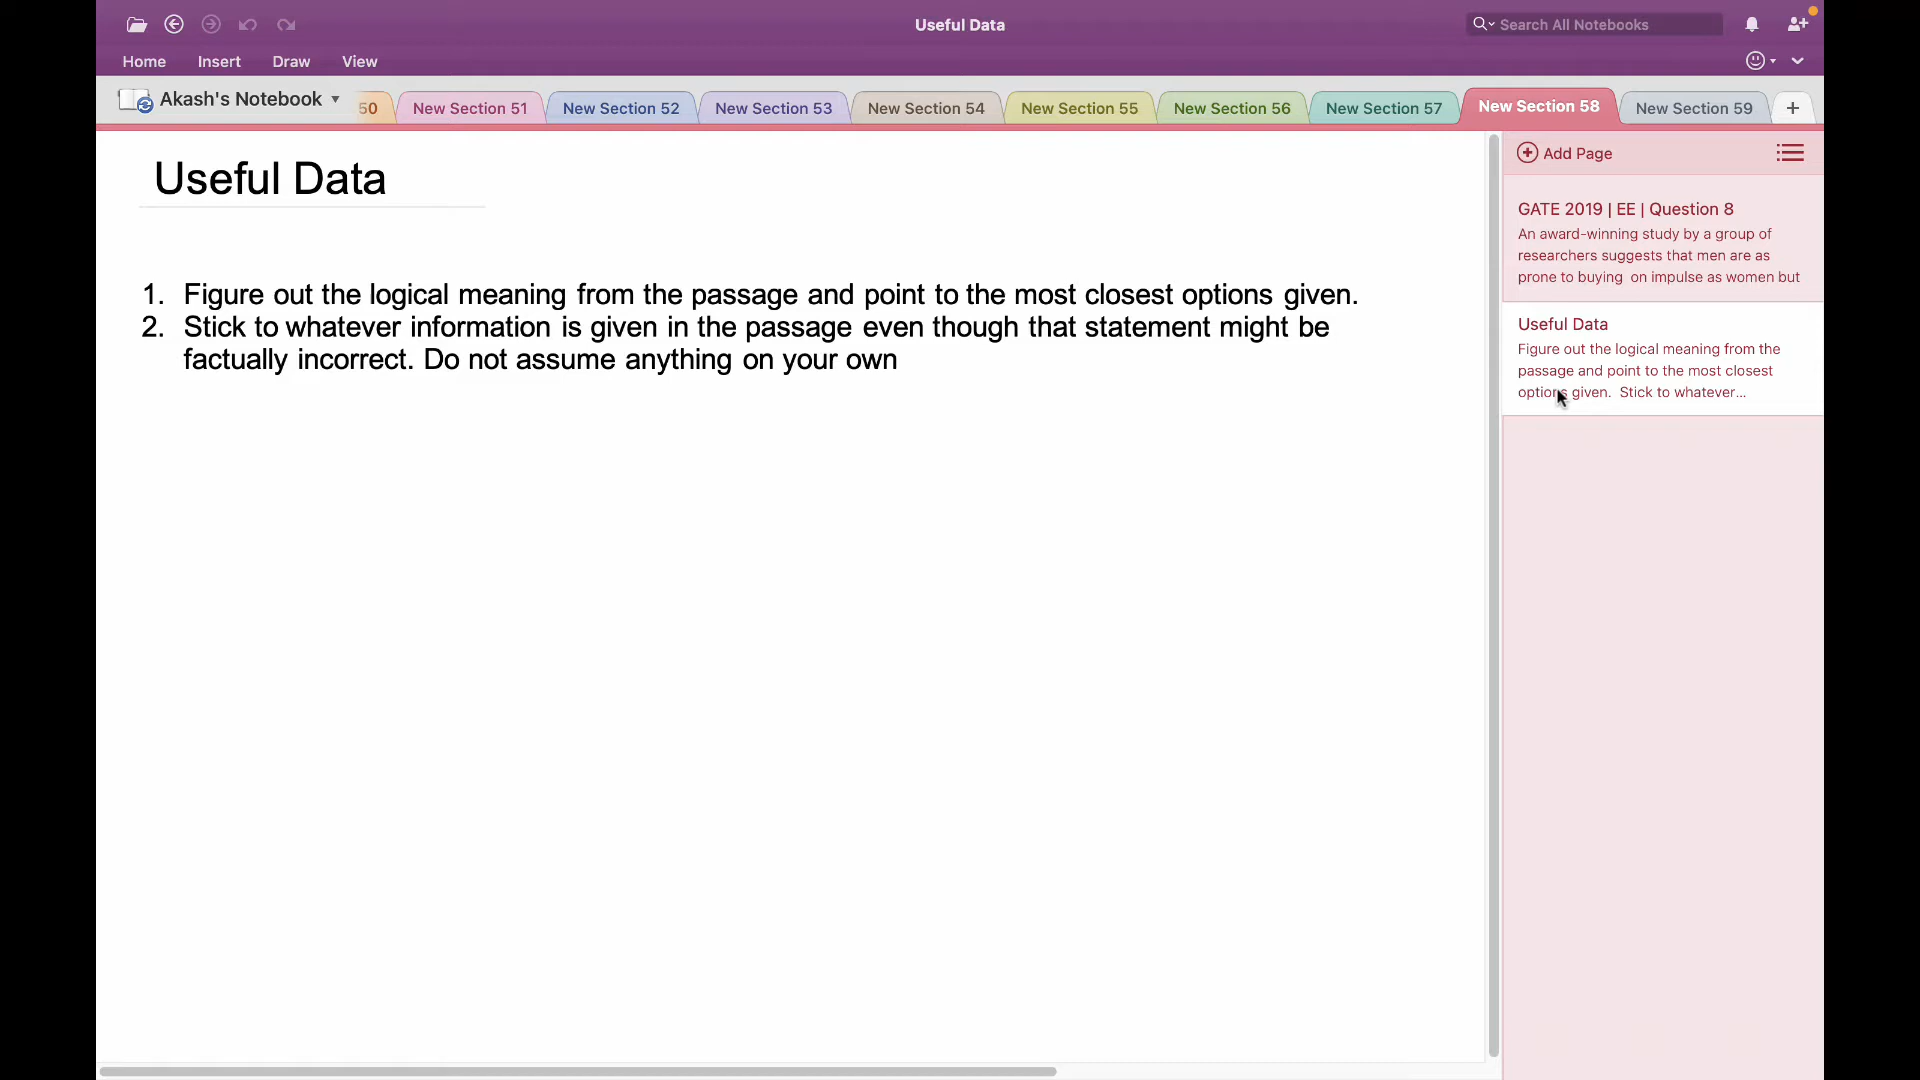 Useful Data
Search All Notebooks
Home Insert Draw View
Akash's Notebook
50 New Section 51 New Section 52 New Section 53 New Section 54 New Section 55 New Section 56 New Section 57 New Section 58 New Section 59 +
Useful Data
1. Figure out the logical meaning from the passage and point to the most closest options given.
2. Stick to whatever information is given in the passage even though that statement might be
factually incorrect. Do not assume anything on your own
Add Page
GATE 2019 | EE | Question 8
An award-winning study by a group of
researchers suggests that men are as
prone to buying on impulse as women but
Useful Data
Figure out the logical meaning from the
passage and point to the most closest
options given. Stick to whatever...